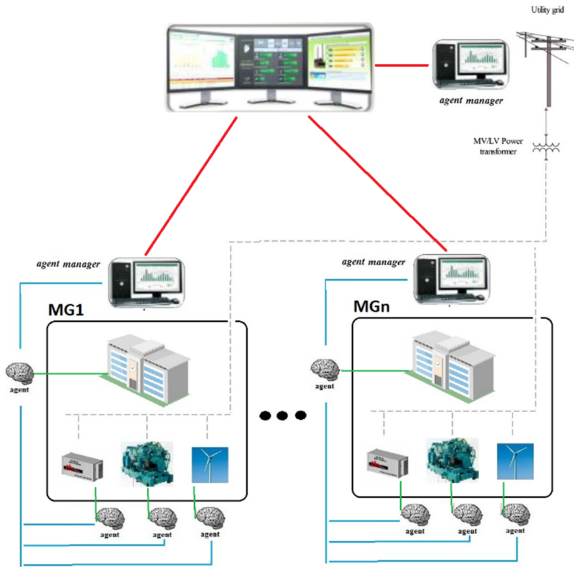 Utility grid
agent manager
MV/LV Power
transformer
agent manager
agent manager
MG1
MGn
agent
agent
agent
agent
agent
agent
agent
agent